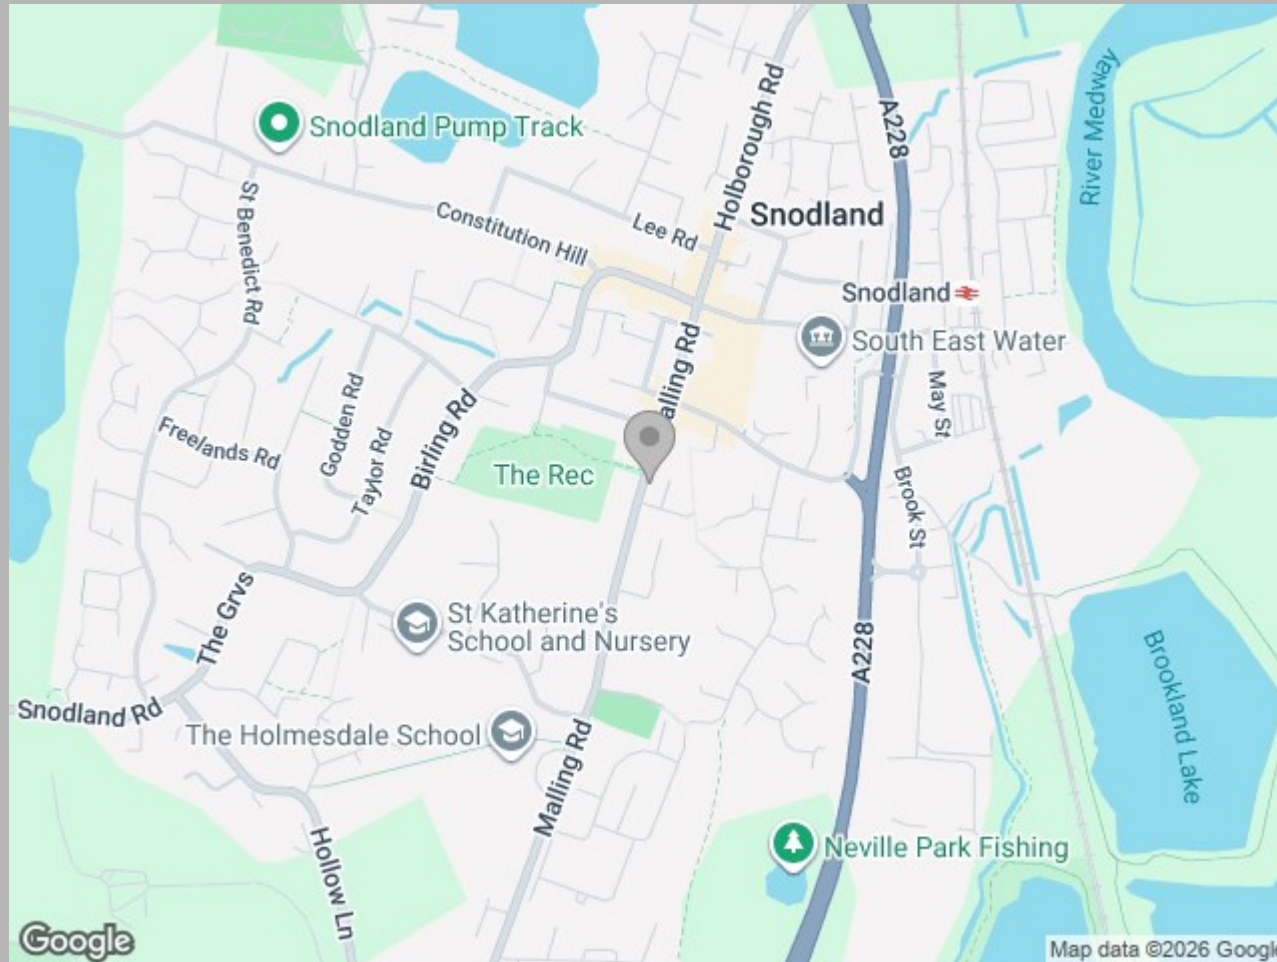 Snodland Pump Track
Holborough Rd
A228
River Medway
St Benedict Rd
Constitution Hill
Lee Rd
Snodland
Snodland
South East Water
alling Rd
May St
Godden Rd
Freelands Rd
Taylor Rd
Birling Rd
The Rec
Brook St
The Grvs
St Katherine's
School and Nursery
A228
Brookland Lake
Snodland Rd
The Holmesdale School
Malling Rd
Hollow Ln
Neville Park Fishing
Google
Map data ©2026 Google